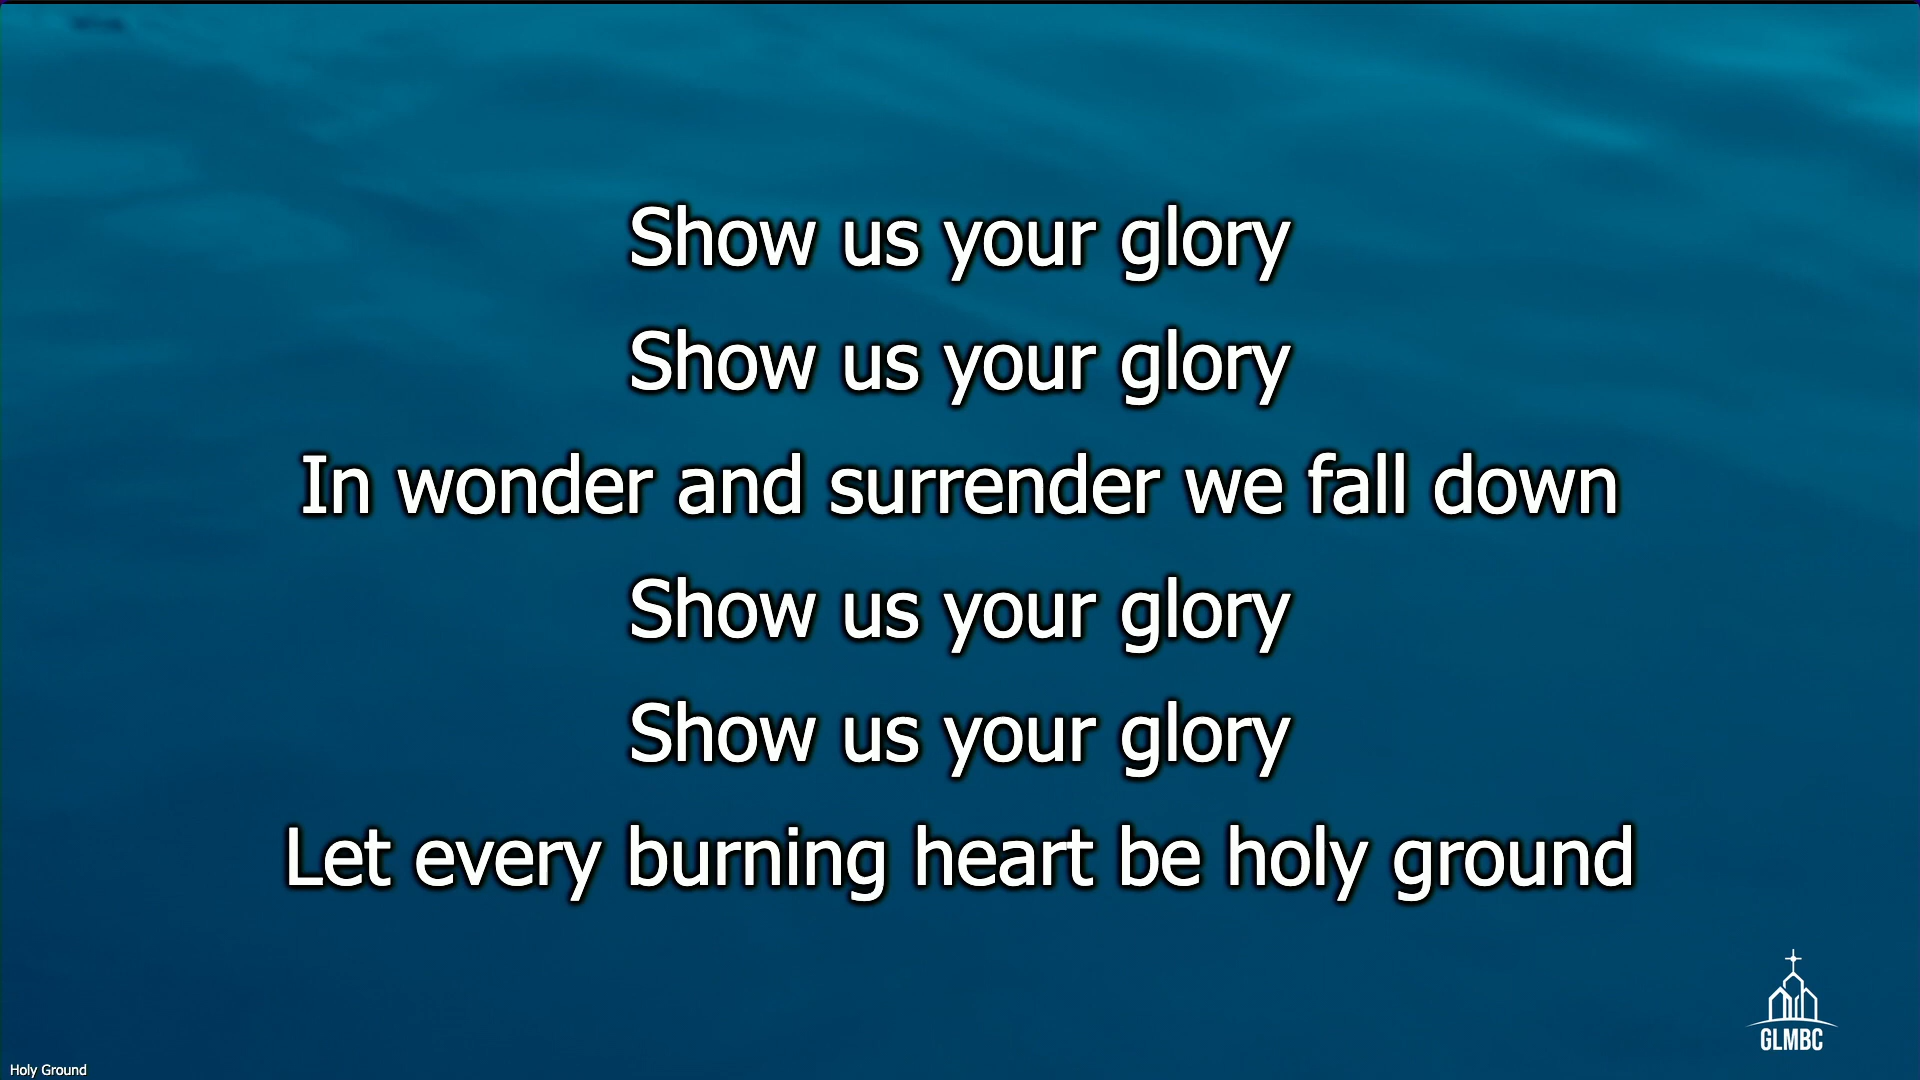 Show us your glory
Show us your glory
In wonder and surrender we fall down
Show us your glory
Show us your glory
Let every burning heart be holy ground
GLMBC
Holy Ground